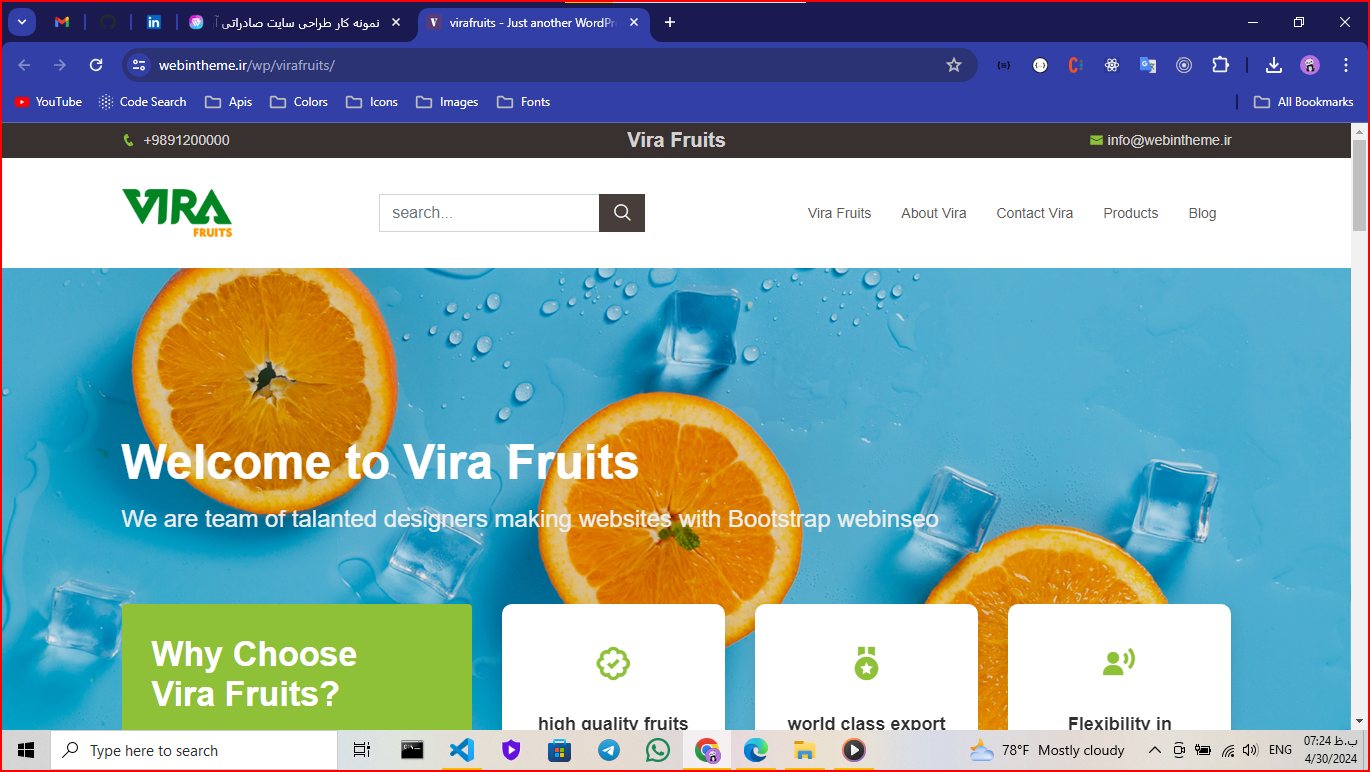 نمونه کار طراحی سایت صادراتی آ
virafruits - Just another WordPr
webintheme.ir/wp/virafruits/
YouTube
Code Search
Apis
Colors
Icons
Images
Fonts
All Bookmarks
+9891200000
Vira Fruits
info@webintheme.ir
VIRA
FRUITS
search...
Vira Fruits
About Vira
Contact Vira
Products
Blog
Welcome to Vira Fruits
We are team of talanted designers making websites with Bootstrap webinseo
Why Choose
Vira Fruits?
high quality fruits
world class export
Flexibility in
Type here to search
78°F Mostly cloudy
ENG
07:24 ب.ظ
4/30/2024